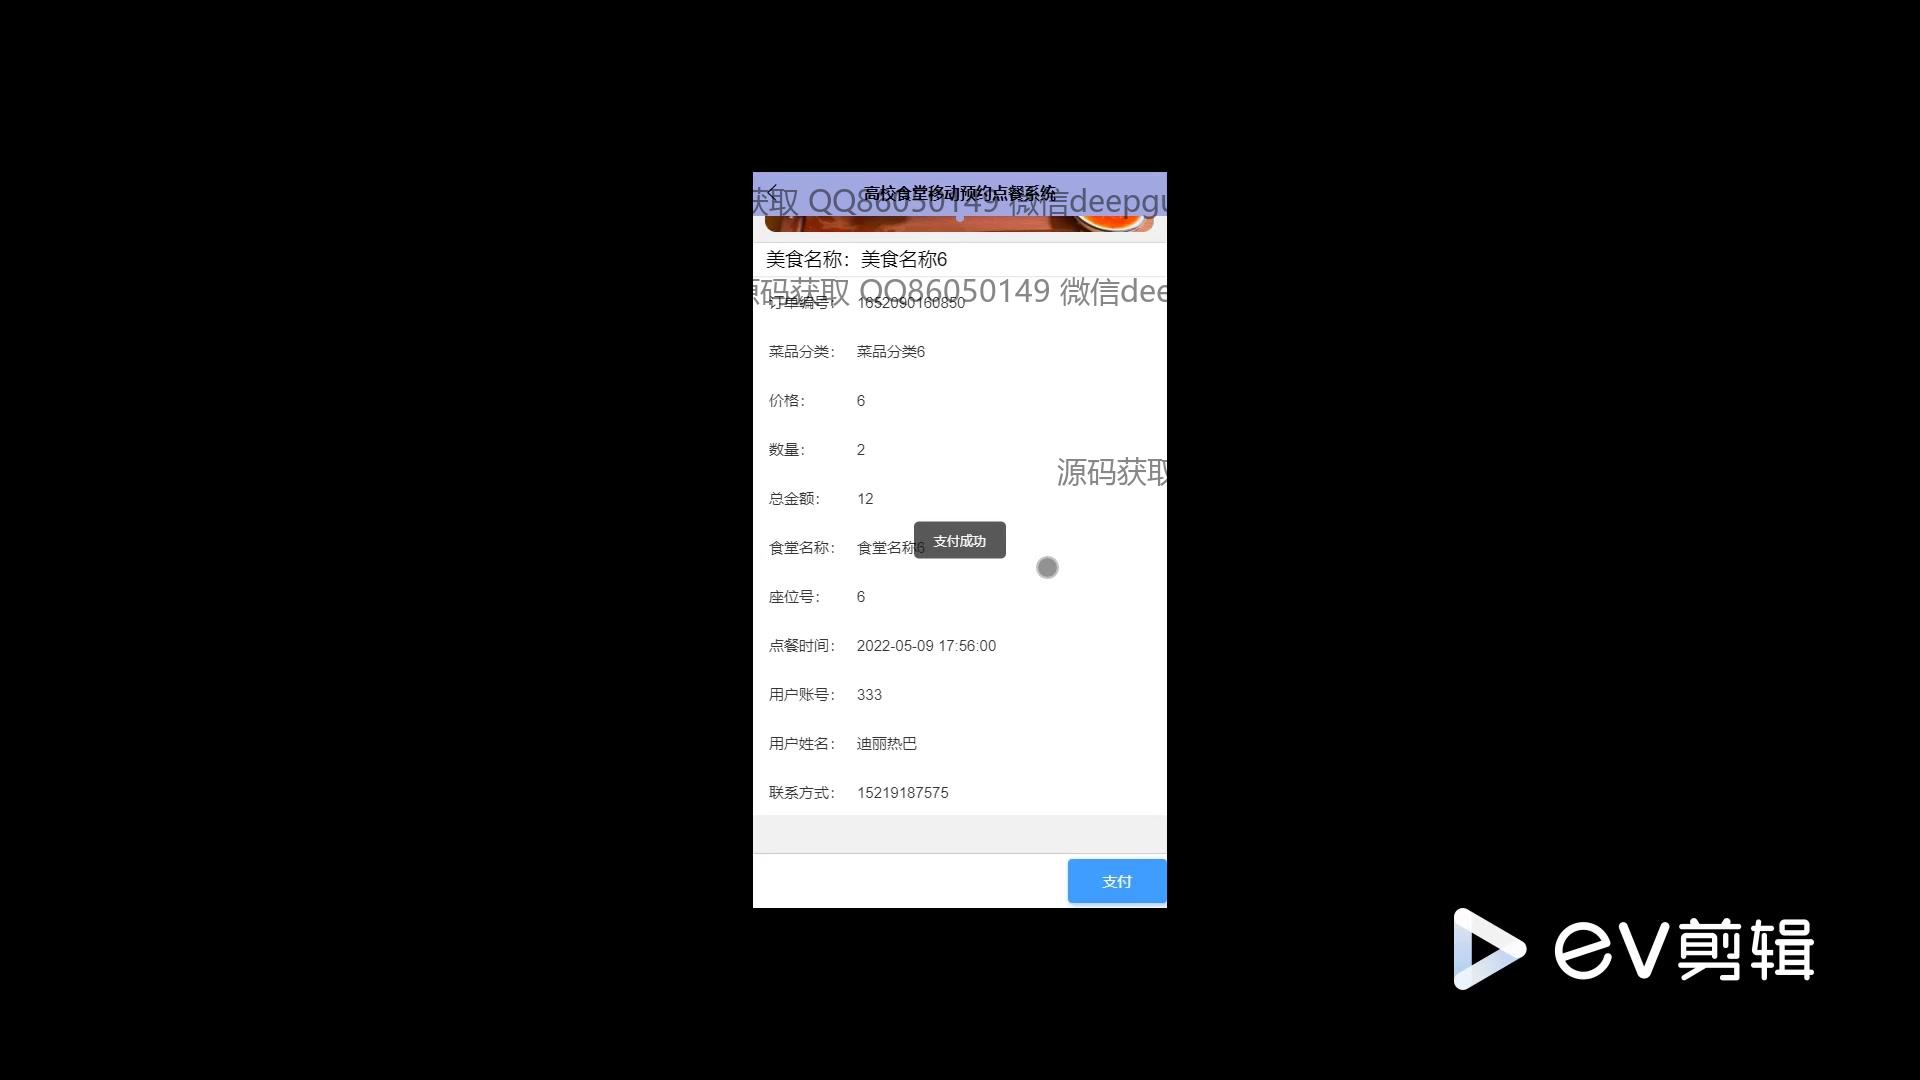 高校食堂移动预约点餐系统
获取 QQ86050149 微信deepgu
美食名称：美食名称6
源码获取 QQ86050149 微信dee
订单编号： 1652090160850
菜品分类： 菜品分类6
价格： 6
数量： 2
源码获取
总金额： 12
支付成功
食堂名称： 食堂名称6
座位号： 6
点餐时间： 2022-05-09 17:56:00
用户账号： 333
用户姓名： 迪丽热巴
联系方式： 15219187575
支付
ev剪辑